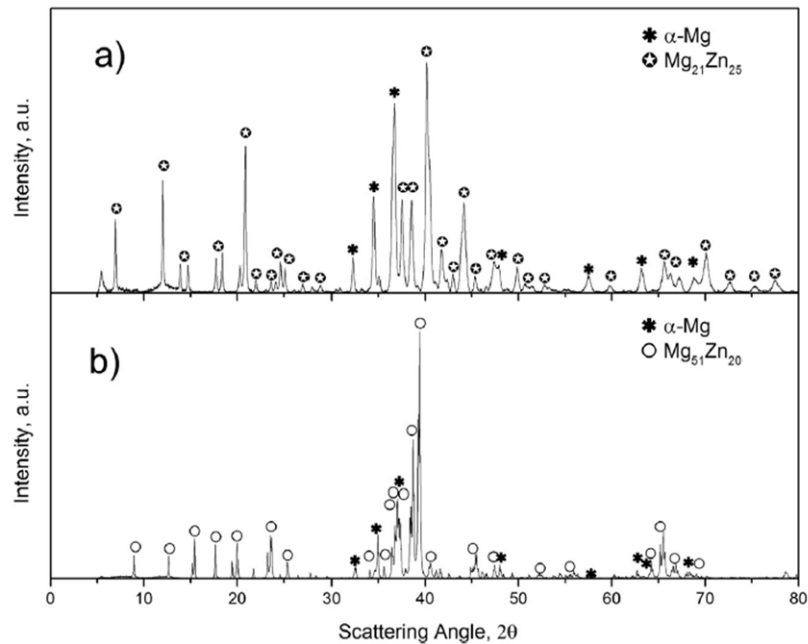 a)
✱ α-Mg
✪ Mg₂₁Zn₂₅
Intensity, a.u.
b)
✱ α-Mg
○ Mg₅₁Zn₂₀
Intensity, a.u.
0 10 20 30 40 50 60 70 80
Scattering Angle, 2θ